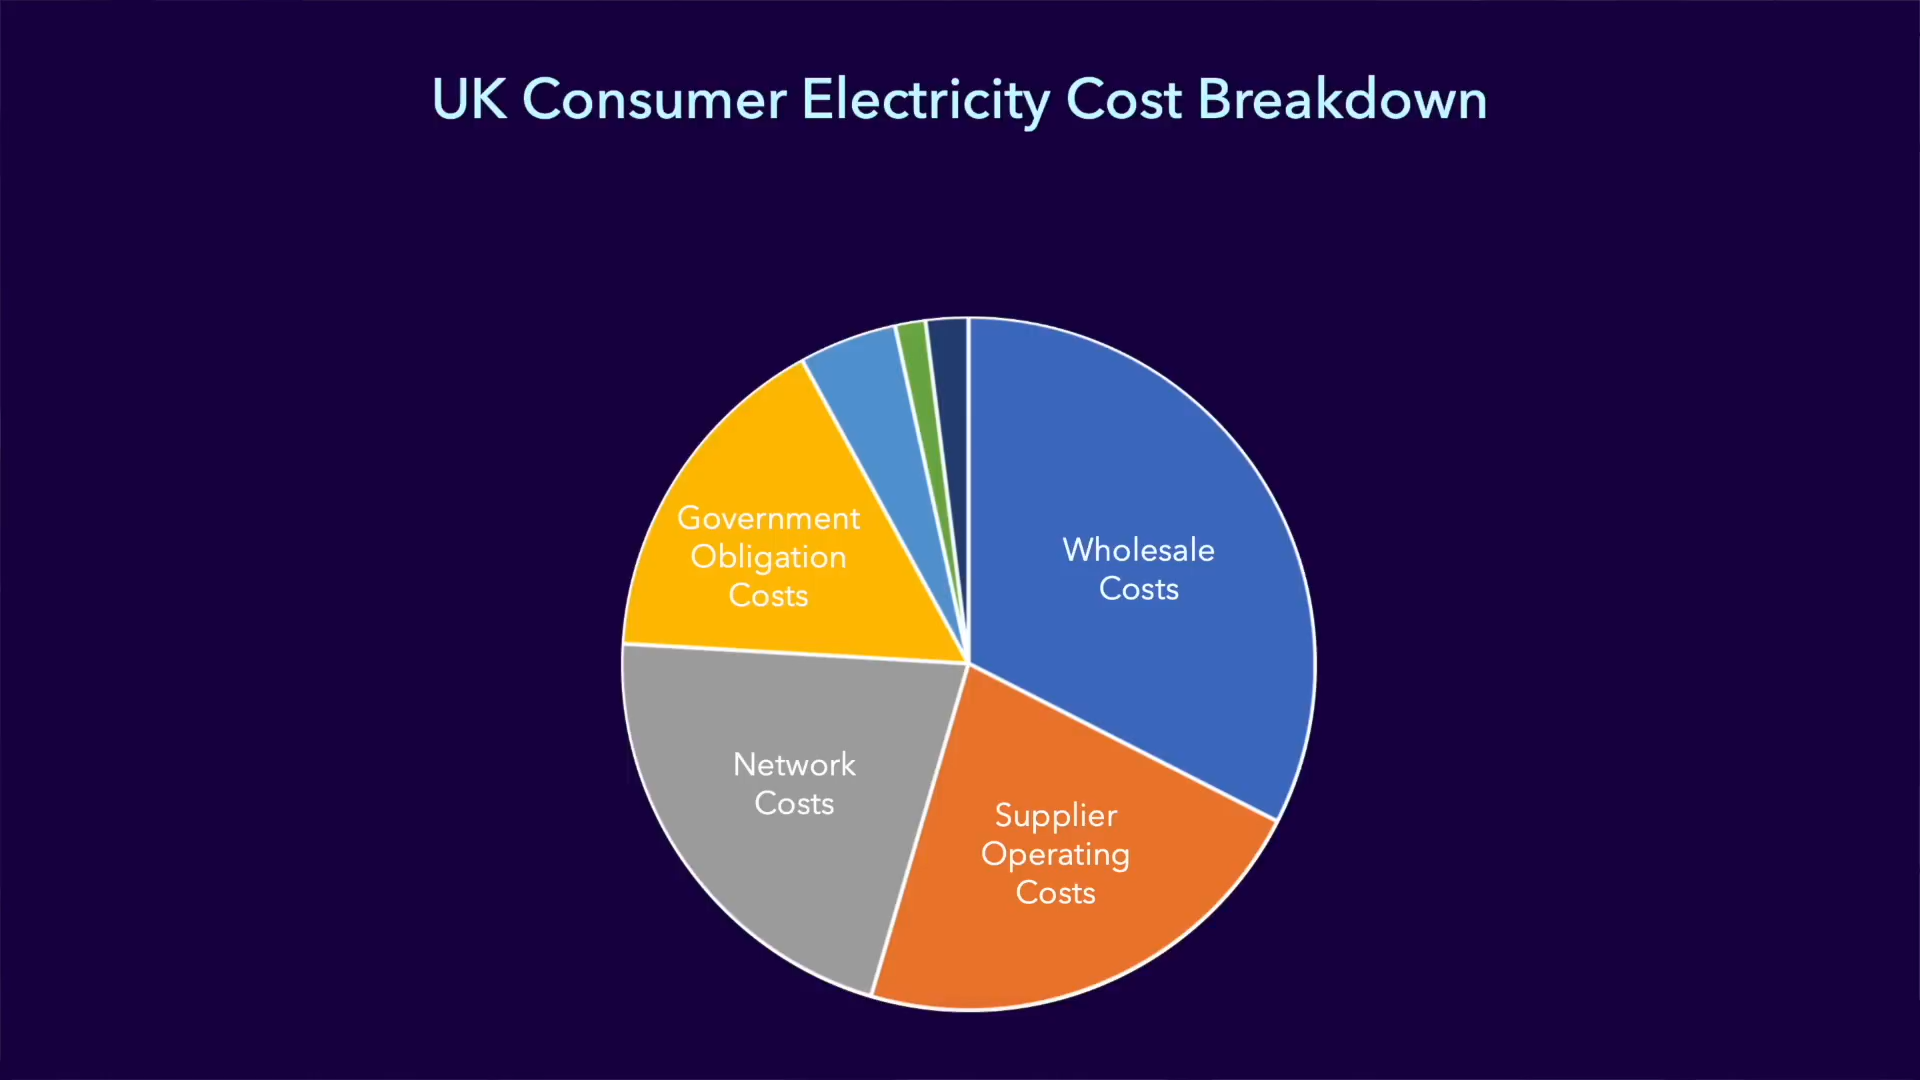 UK Consumer Electricity Cost Breakdown
Government
Obligation
Costs
Wholesale
Costs
Network
Costs
Supplier
Operating
Costs